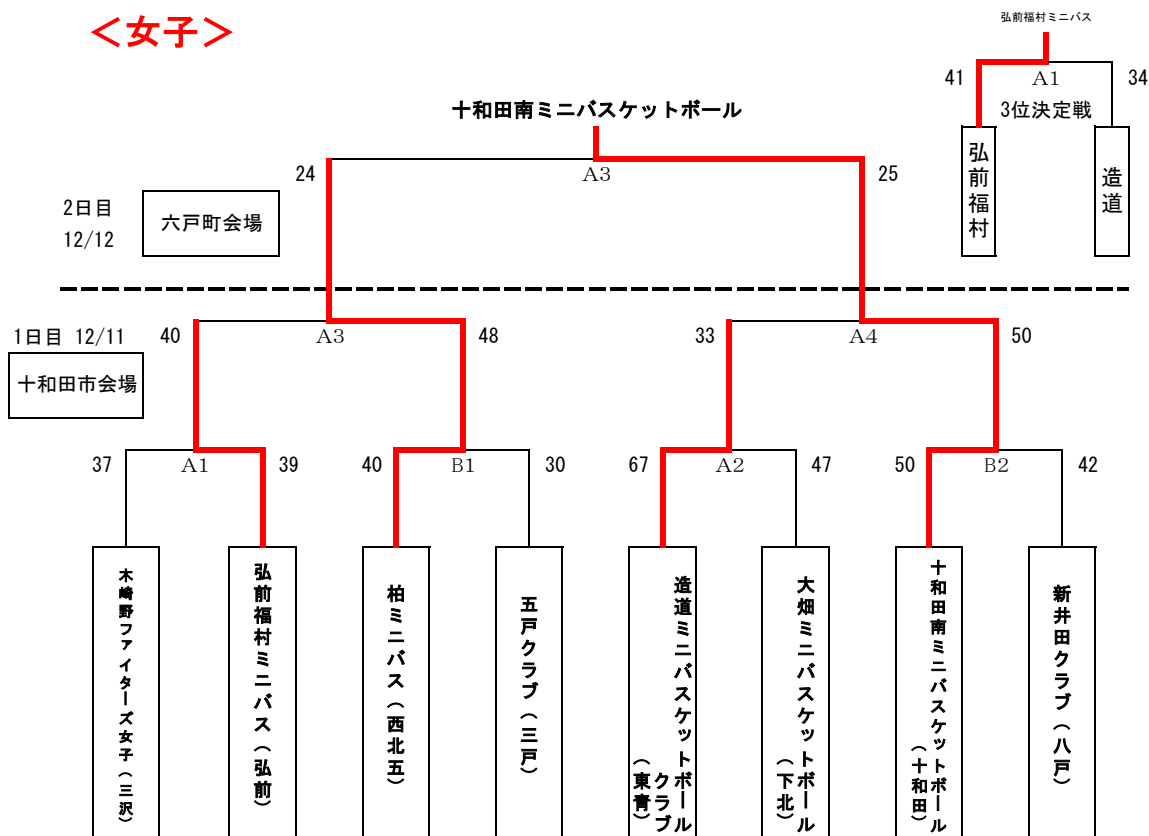 ＜女子＞
弘前福村ミニバス
41
A1
34
3位決定戦
弘前福村
造道
十和田南ミニバスケットボール
24
A3
25
2日目
12/12
六戸町会場
1日目 12/11
十和田市会場
40
A3
48
33
A4
50
37
A1
39
40
B1
30
67
A2
47
50
B2
42
木崎野ファイターズ女子（三沢）
弘前福村ミニバス（弘前）
柏ミニバス（西北五）
五戸クラブ（三戸）
造道ミニバスケットボール
クラブ
（東青）
大畑ミニバスケットボール
（下北）
十和田南ミニバスケットボール
（十和田）
新井田クラブ（八戸）